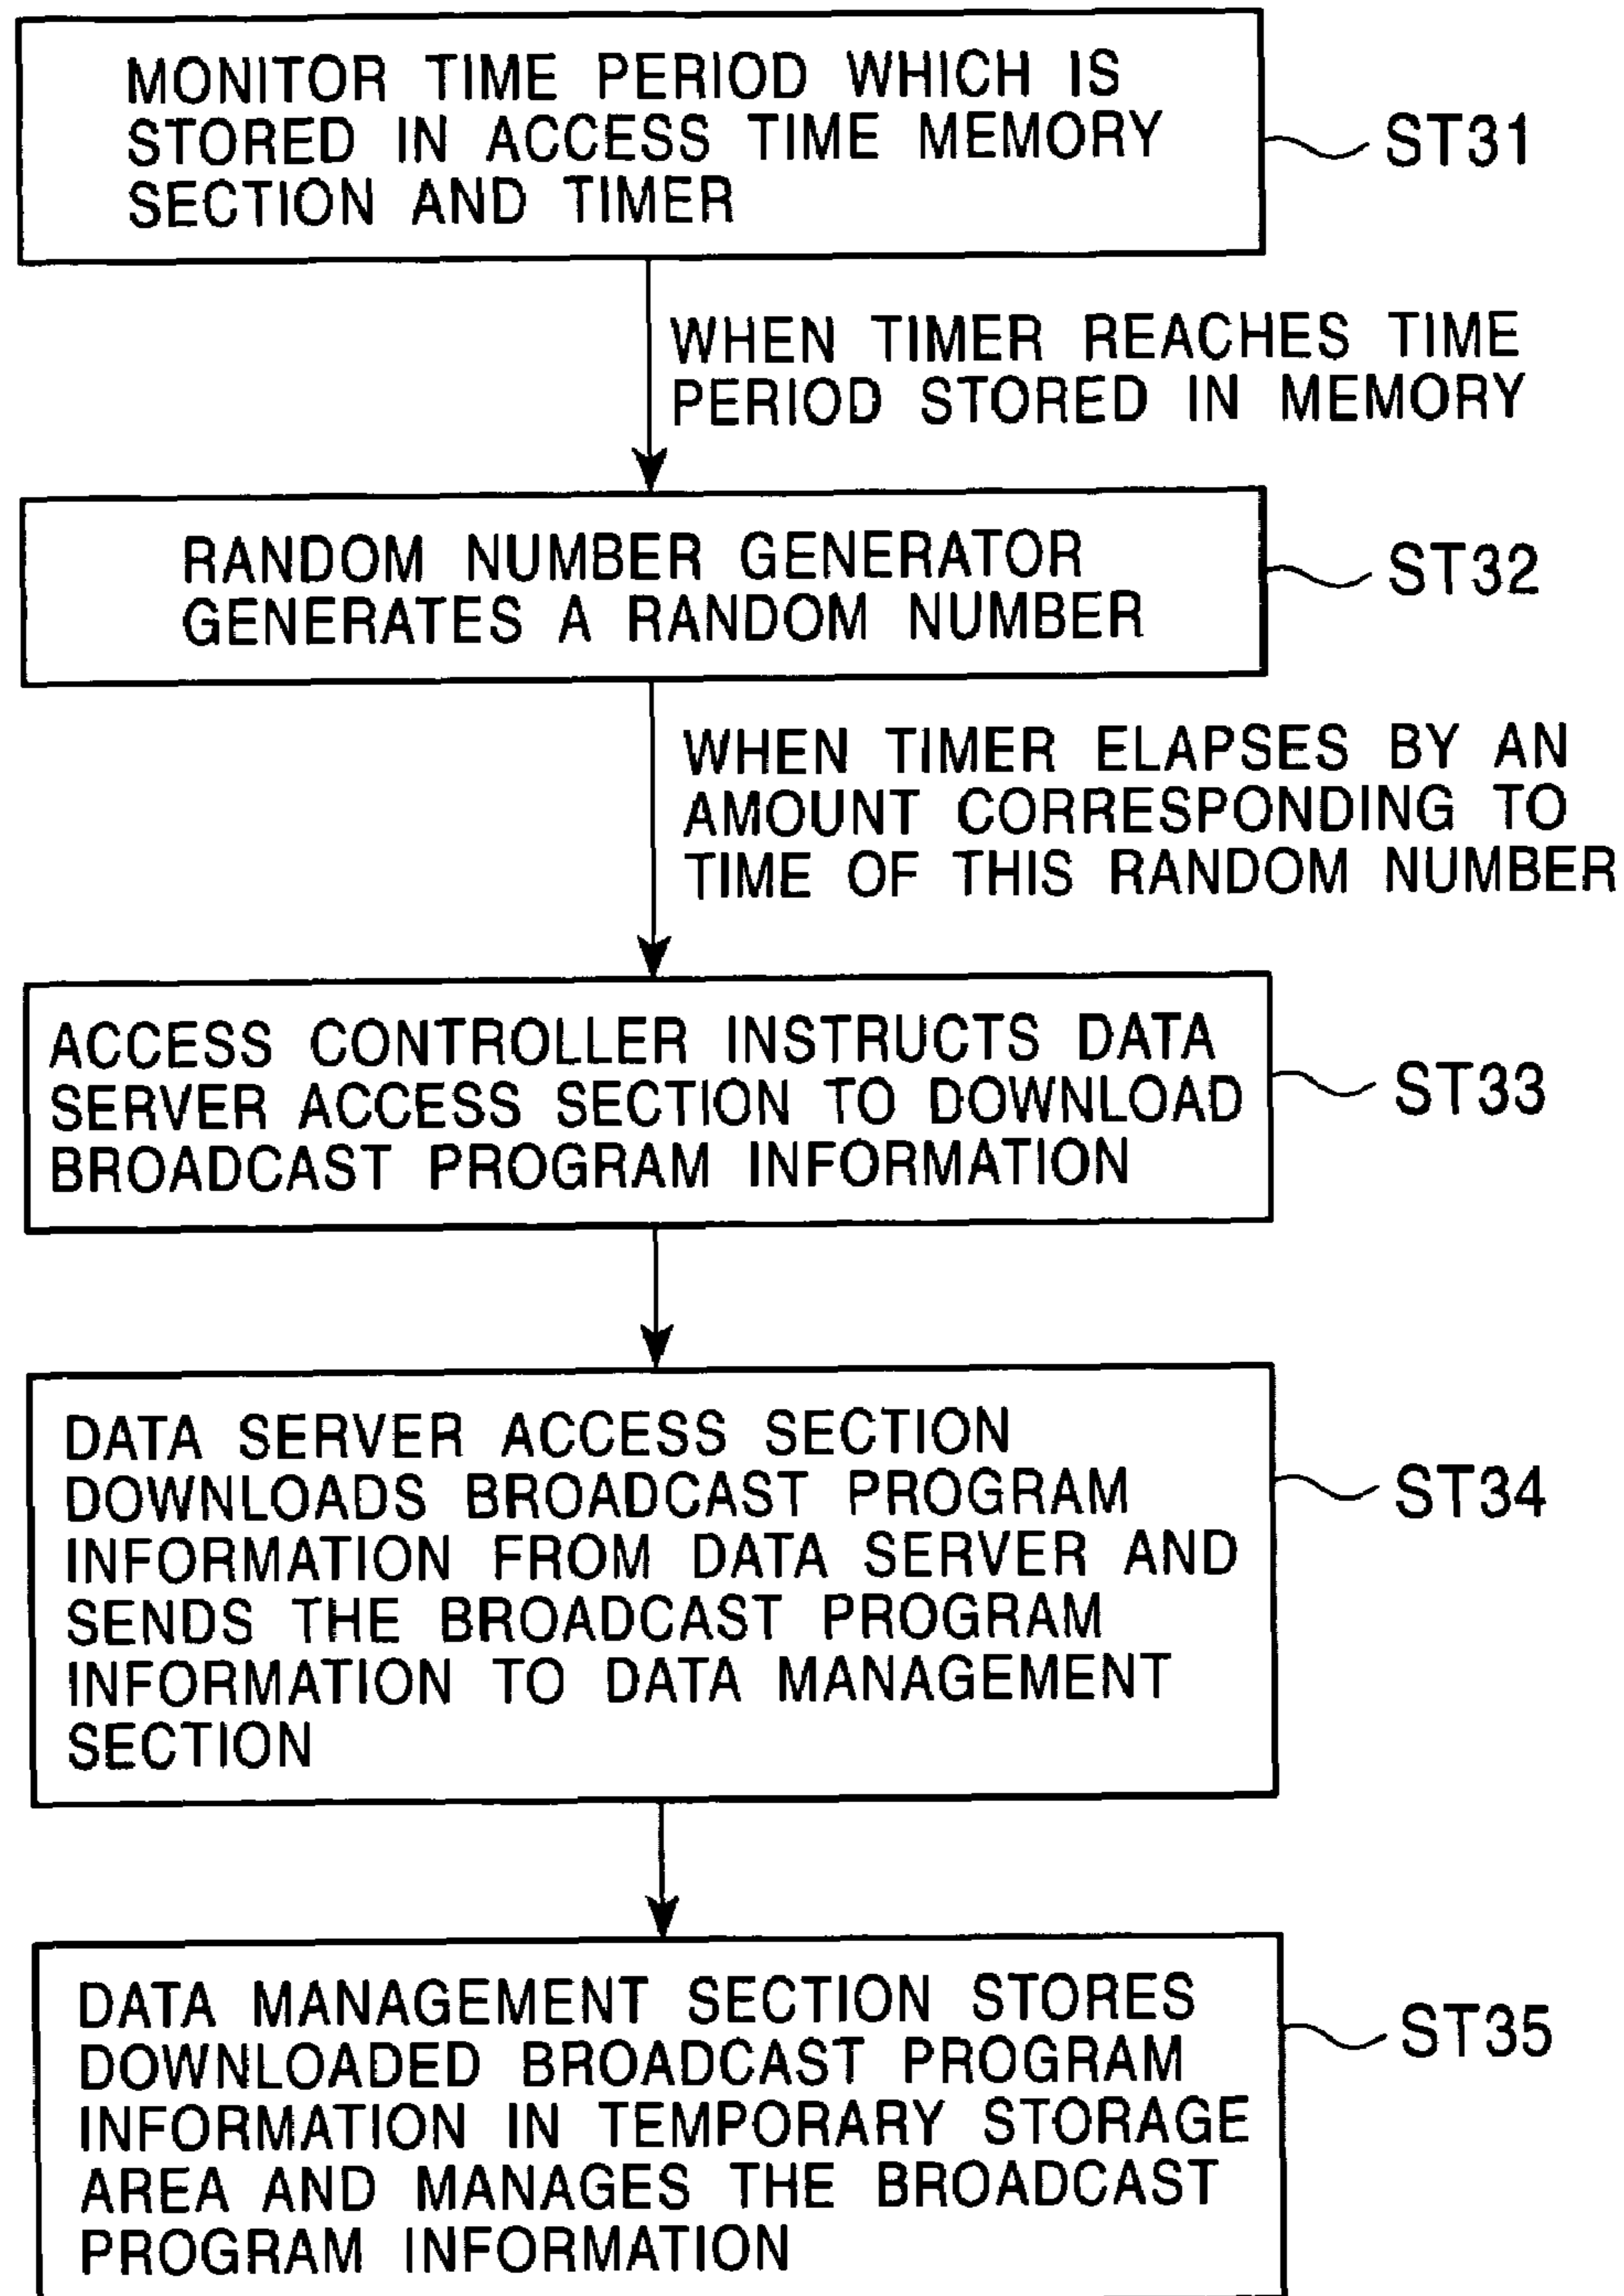 MONITOR TIME PERIOD WHICH IS
STORED IN ACCESS TIME MEMORY
SECTION AND TIMER
ST31
WHEN TIMER REACHES TIME
PERIOD STORED IN MEMORY
RANDOM NUMBER GENERATOR
GENERATES A RANDOM NUMBER
ST32
WHEN TIMER ELAPSES BY AN
AMOUNT CORRESPONDING TO
TIME OF THIS RANDOM NUMBER
ACCESS CONTROLLER INSTRUCTS DATA
SERVER ACCESS SECTION TO DOWNLOAD
BROADCAST PROGRAM INFORMATION
ST33
DATA SERVER ACCESS SECTION
DOWNLOADS BROADCAST PROGRAM
INFORMATION FROM DATA SERVER AND
SENDS THE BROADCAST PROGRAM
INFORMATION TO DATA MANAGEMENT
SECTION
ST34
DATA MANAGEMENT SECTION STORES
DOWNLOADED BROADCAST PROGRAM
INFORMATION IN TEMPORARY STORAGE
AREA AND MANAGES THE BROADCAST
PROGRAM INFORMATION
ST35